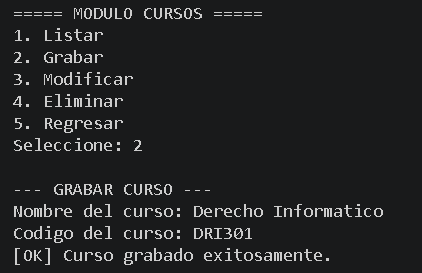 ===== MODULO CURSOS =====
1. Listar
2. Grabar
3. Modificar
4. Eliminar
5. Regresar
Seleccione: 2
--- GRABAR CURSO ---
Nombre del curso: Derecho Informatico
Codigo del curso: DRI301
[OK] Curso grabado exitosamente.